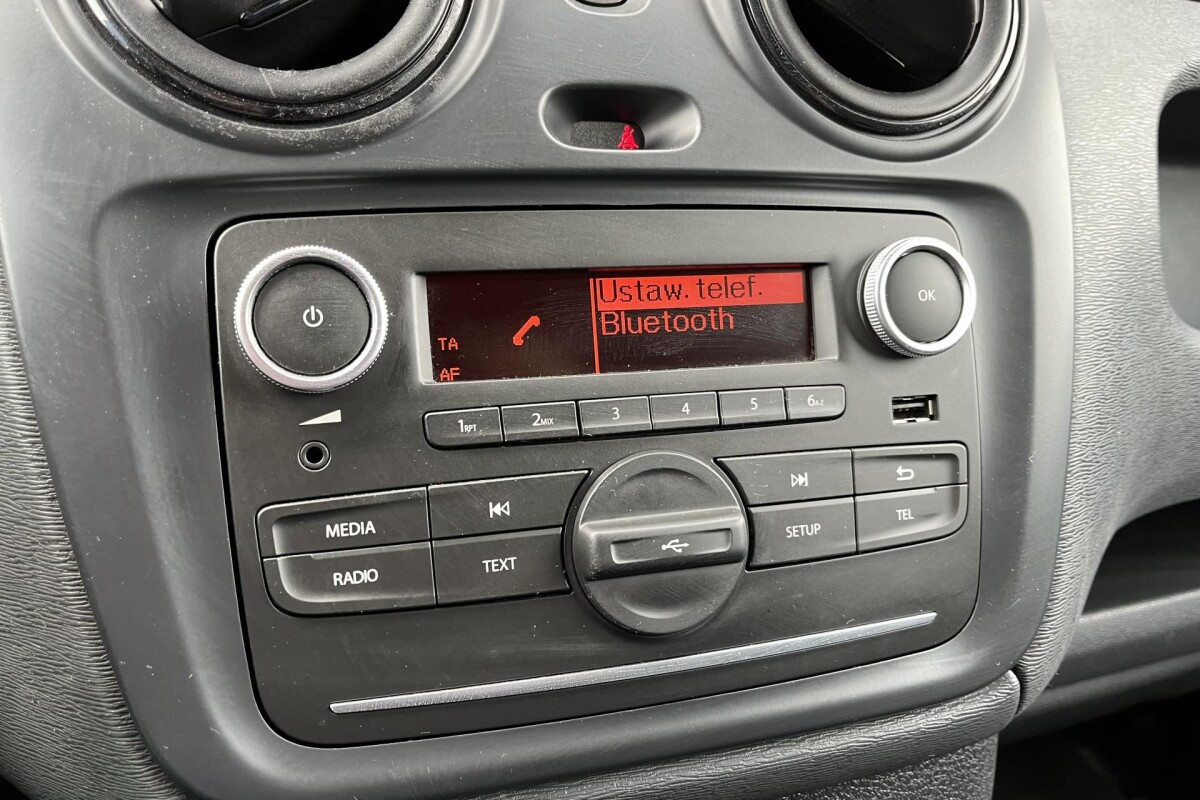 Ustaw. telef.
Bluetooth
TA
AF
OK
1RPT 2MIX 3 4 5 6A-Z
MEDIA
RADIO
TEXT
SETUP
TEL